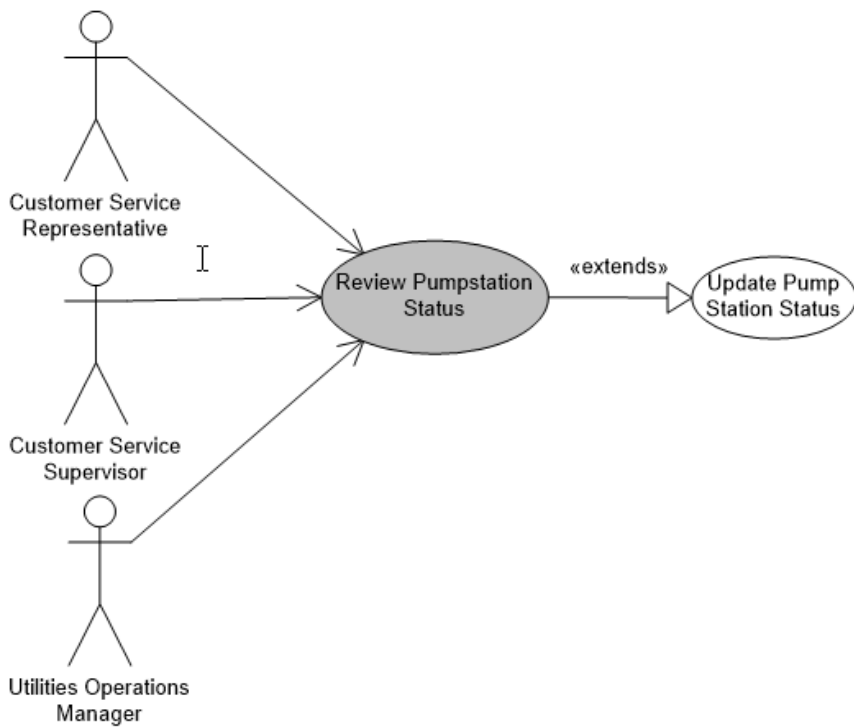 Customer Service
Representative
Review Pumpstation
Status
«extends»
Update Pump
Station Status
Customer Service
Supervisor
Utilities Operations
Manager